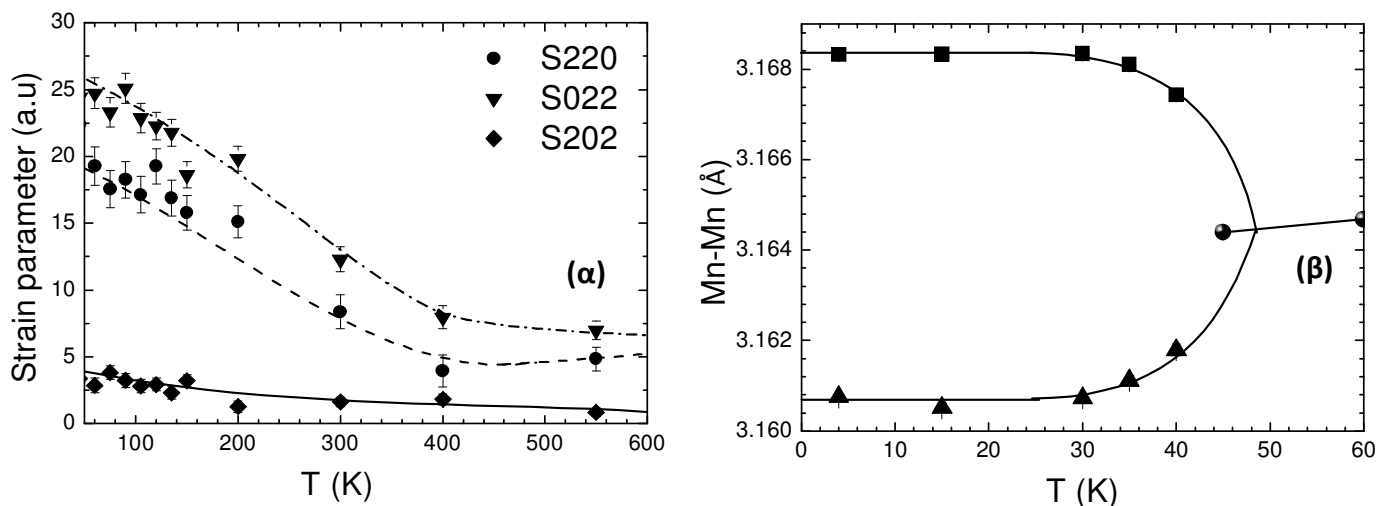 Strain parameter (a.u)
30
25
20
15
10
5
0
S220
S022
S202
(α)
100 200 300 400 500 600
T (K)
Mn-Mn (Å)
3.168
3.166
3.164
3.162
3.160
(β)
0 10 20 30 40 50 60
T (K)